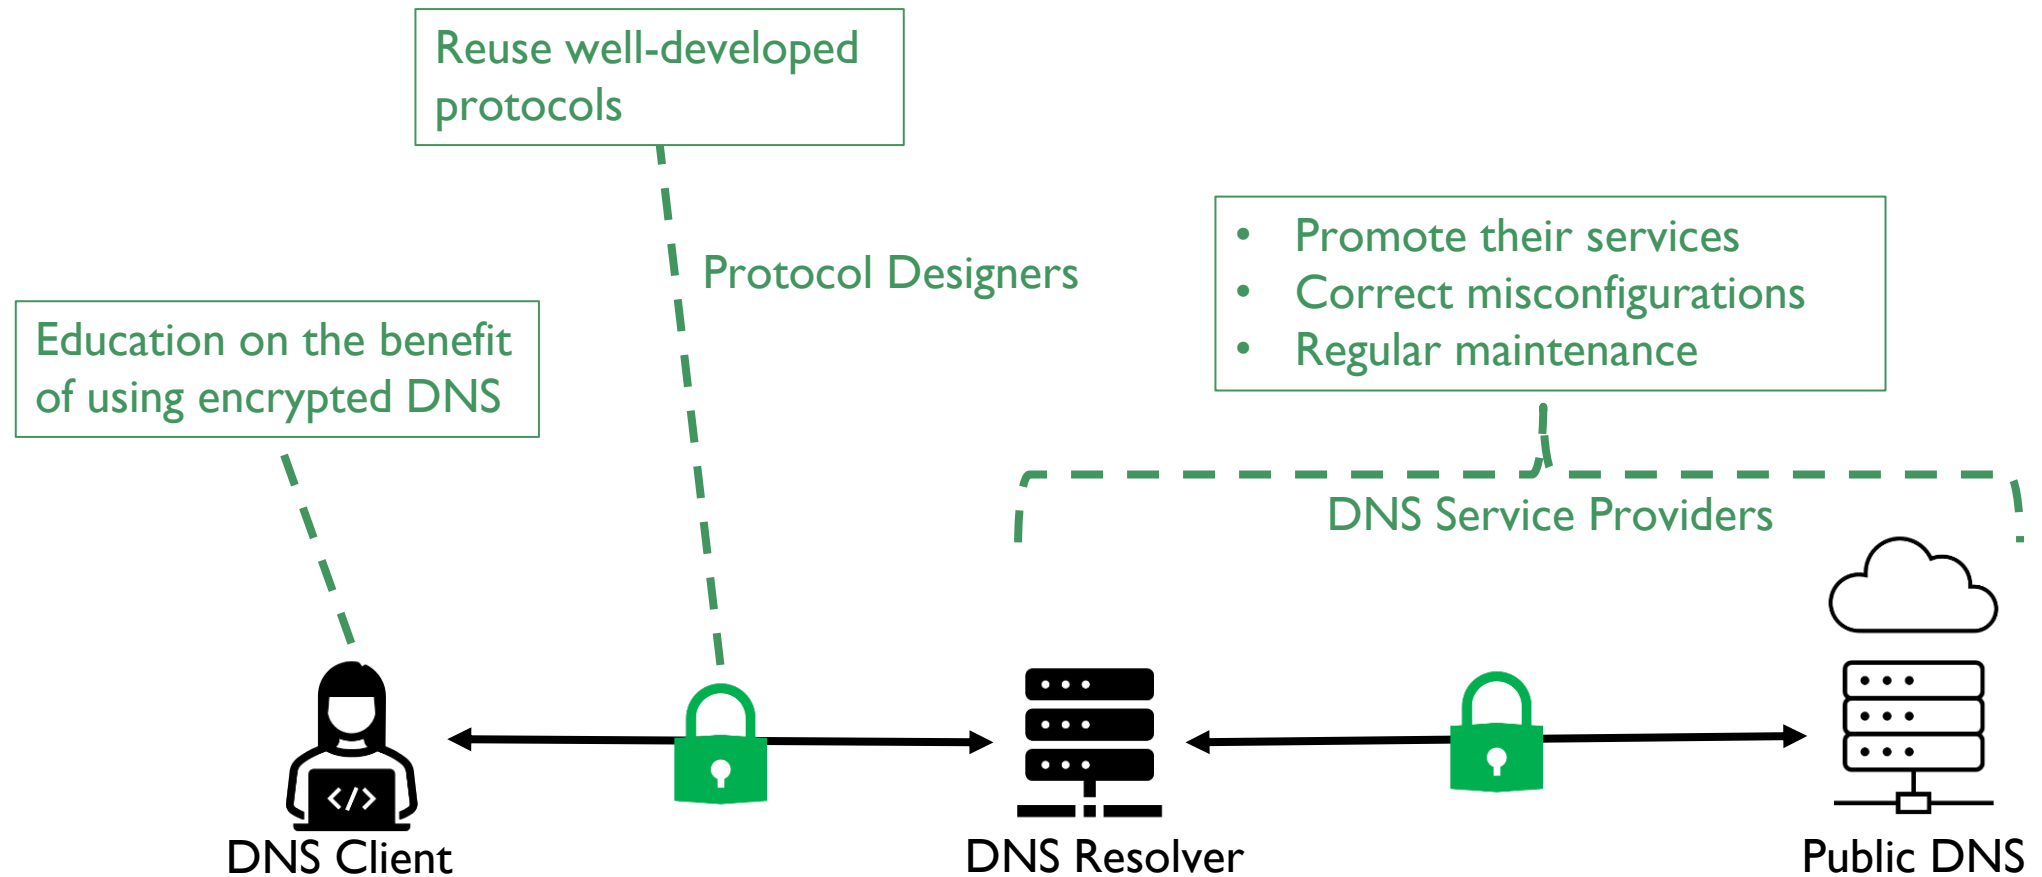 Reuse well-developed
protocols
Protocol Designers
• Promote their services
• Correct misconfigurations
• Regular maintenance
Education on the benefit
of using encrypted DNS
DNS Service Providers
</>
DNS Client
DNS Resolver
Public DNS